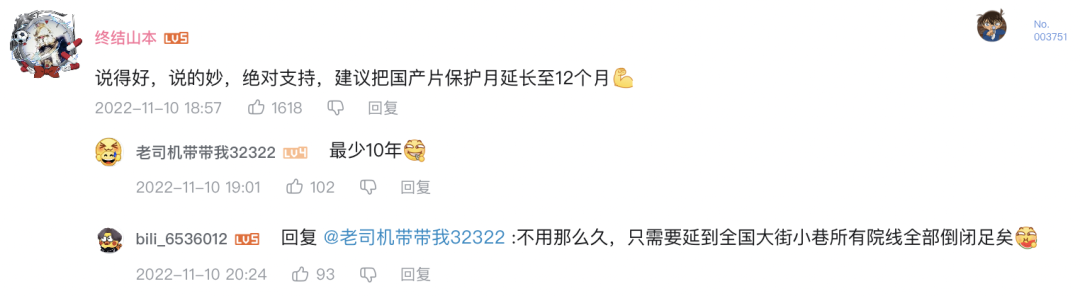 终结山本 LV5
No.
003751
说得好，说的妙，绝对支持，建议把国产片保护月延长至12个月
2022-11-10 18:57 1618 回复
老司机带带我32322 LV4 最少10年
2022-11-10 19:01 102 回复
bili_6536012 LV5 回复 @老司机带带我32322 :不用那么久，只需要延到全国大街小巷所有院线全部倒闭足矣
2022-11-10 20:24 93 回复